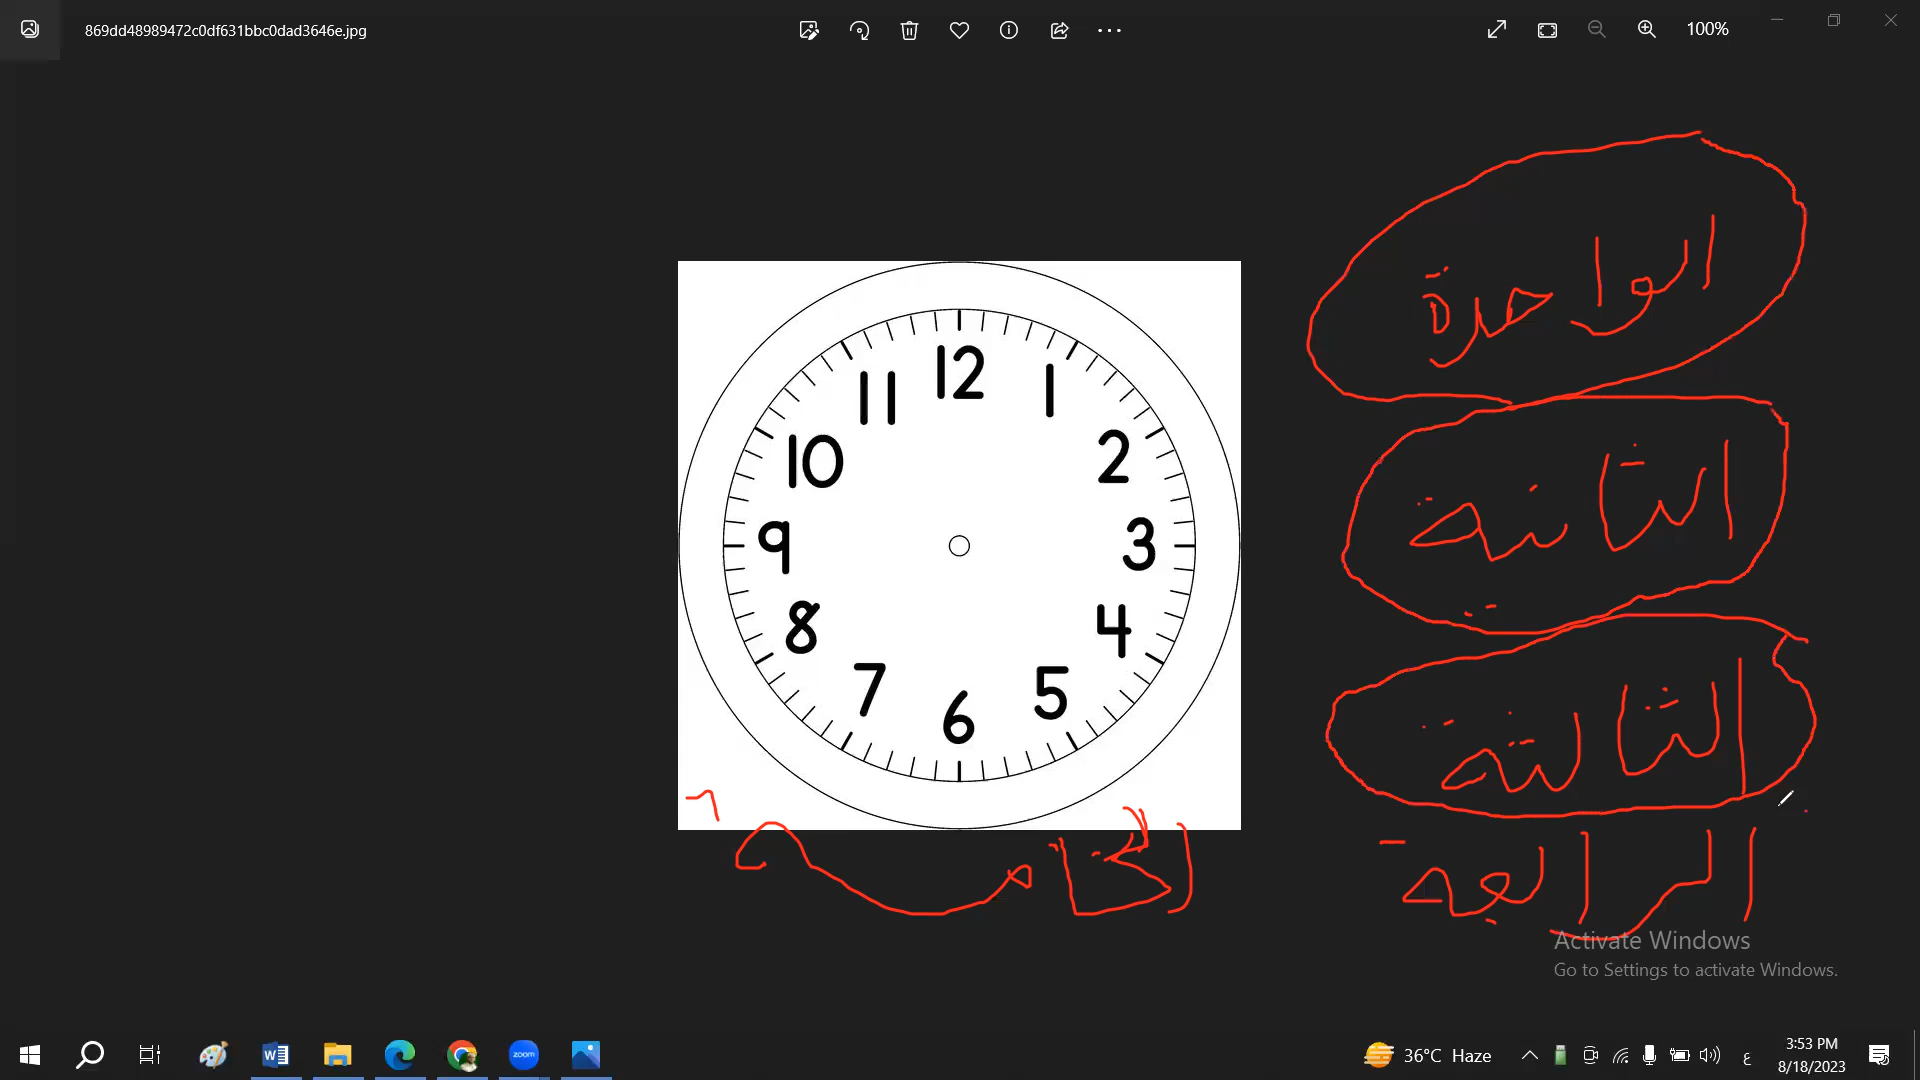 869dd48989472c0df631bbc0dad3646e.jpg
100%
الواحدة
12
11
1
10
2
9
3
8
4
7
5
6
الثانية
الثالثة
الرابعة
Activate Windows
Go to Settings to activate Windows.
W
zoom
36°C Haze
ع
3:53 PM
8/18/2023